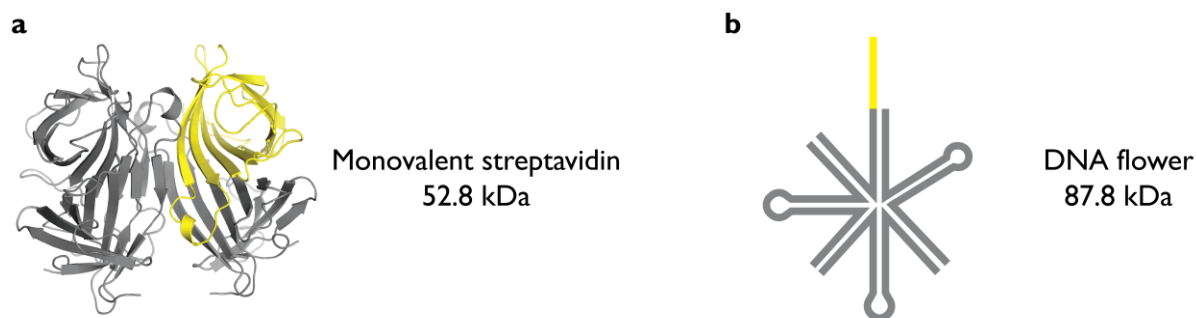 a
Monovalent streptavidin
52.8 kDa
b
DNA flower
87.8 kDa